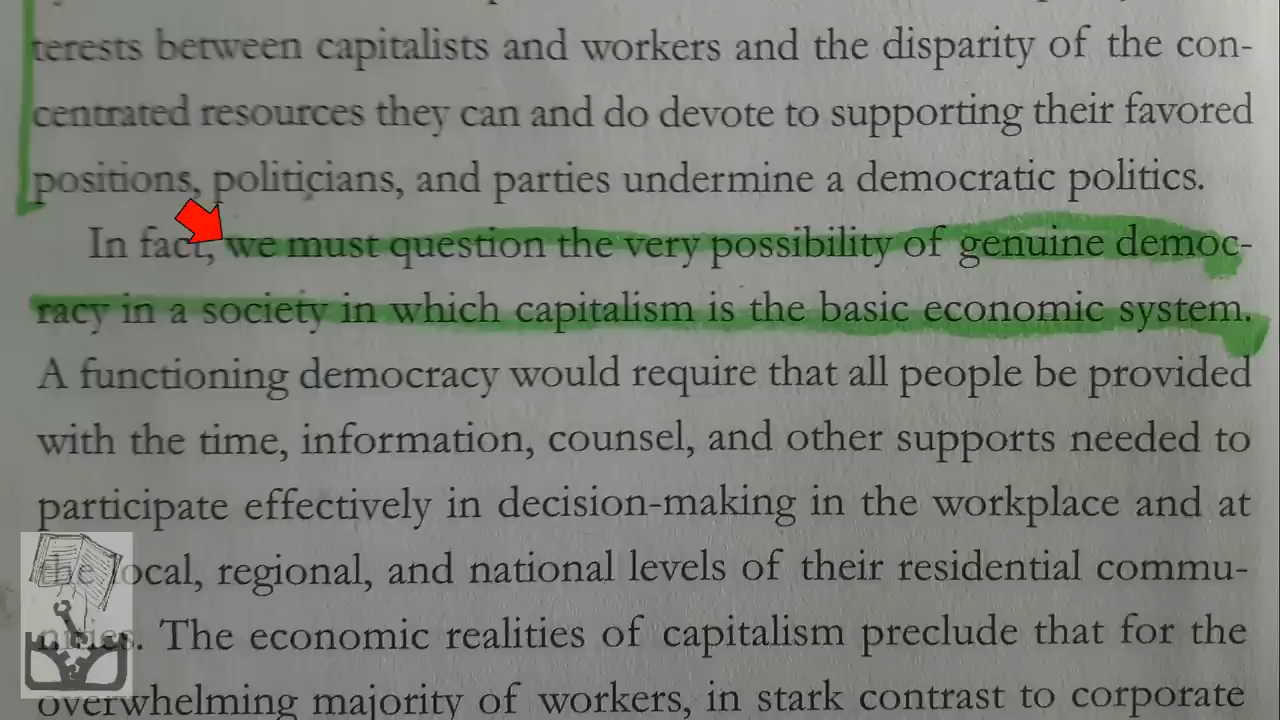 terests between capitalists and workers and the disparity of the con-
centrated resources they can and do devote to supporting their favored
positions, politicians, and parties undermine a democratic politics.
In fact, we must question the very possibility of genuine democ-
racy in a society in which capitalism is the basic economic system.
A functioning democracy would require that all people be provided
with the time, information, counsel, and other supports needed to
participate effectively in decision-making in the workplace and at
the local, regional, and national levels of their residential commu-
nities. The economic realities of capitalism preclude that for the
overwhelming majority of workers, in stark contrast to corporate